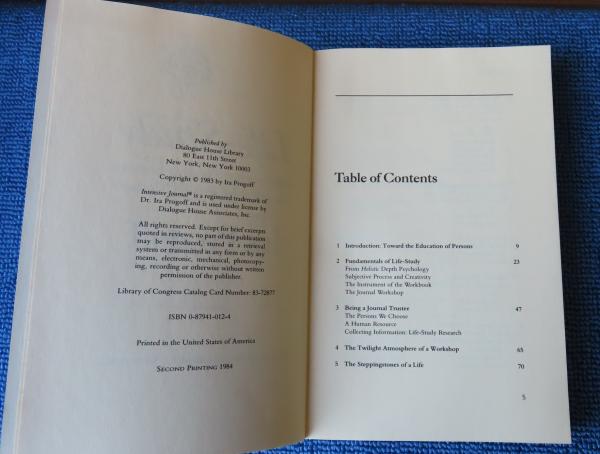 Published by
Dialogue House Library
80 East 11th Street
New York, New York 10003
Copyright © 1983 by Ira Progoff
Intensive Journal® is a registered trademark of
Dr. Ira Progoff and is used under license by
Dialogue House Associates, Inc.
All rights reserved. Except for brief excerpts
quoted in reviews, no part of this publication
may be reproduced, stored in a retrieval
system or transmitted in any form or by any
means, electronic, mechanical, photocopy-
ing, recording or otherwise without written
permission of the publisher.
Library of Congress Catalog Card Number: 83-72877
ISBN 0-87941-012-4
Printed in the United States of America
SECOND PRINTING 1984
Table of Contents
1 Introduction: Toward the Education of Persons 9
2 Fundamentals of Life-Study 23
From Holistic Depth Psychology
Subjective Process and Creativity
The Instrument of the Workbook
The Journal Workshop
3 Being a Journal Trustee 47
The Persons We Choose
A Human Resource
Collecting Information: Life-Study Research
4 The Twilight Atmosphere of a Workshop 65
5 The Steppingstones of a Life 70
5